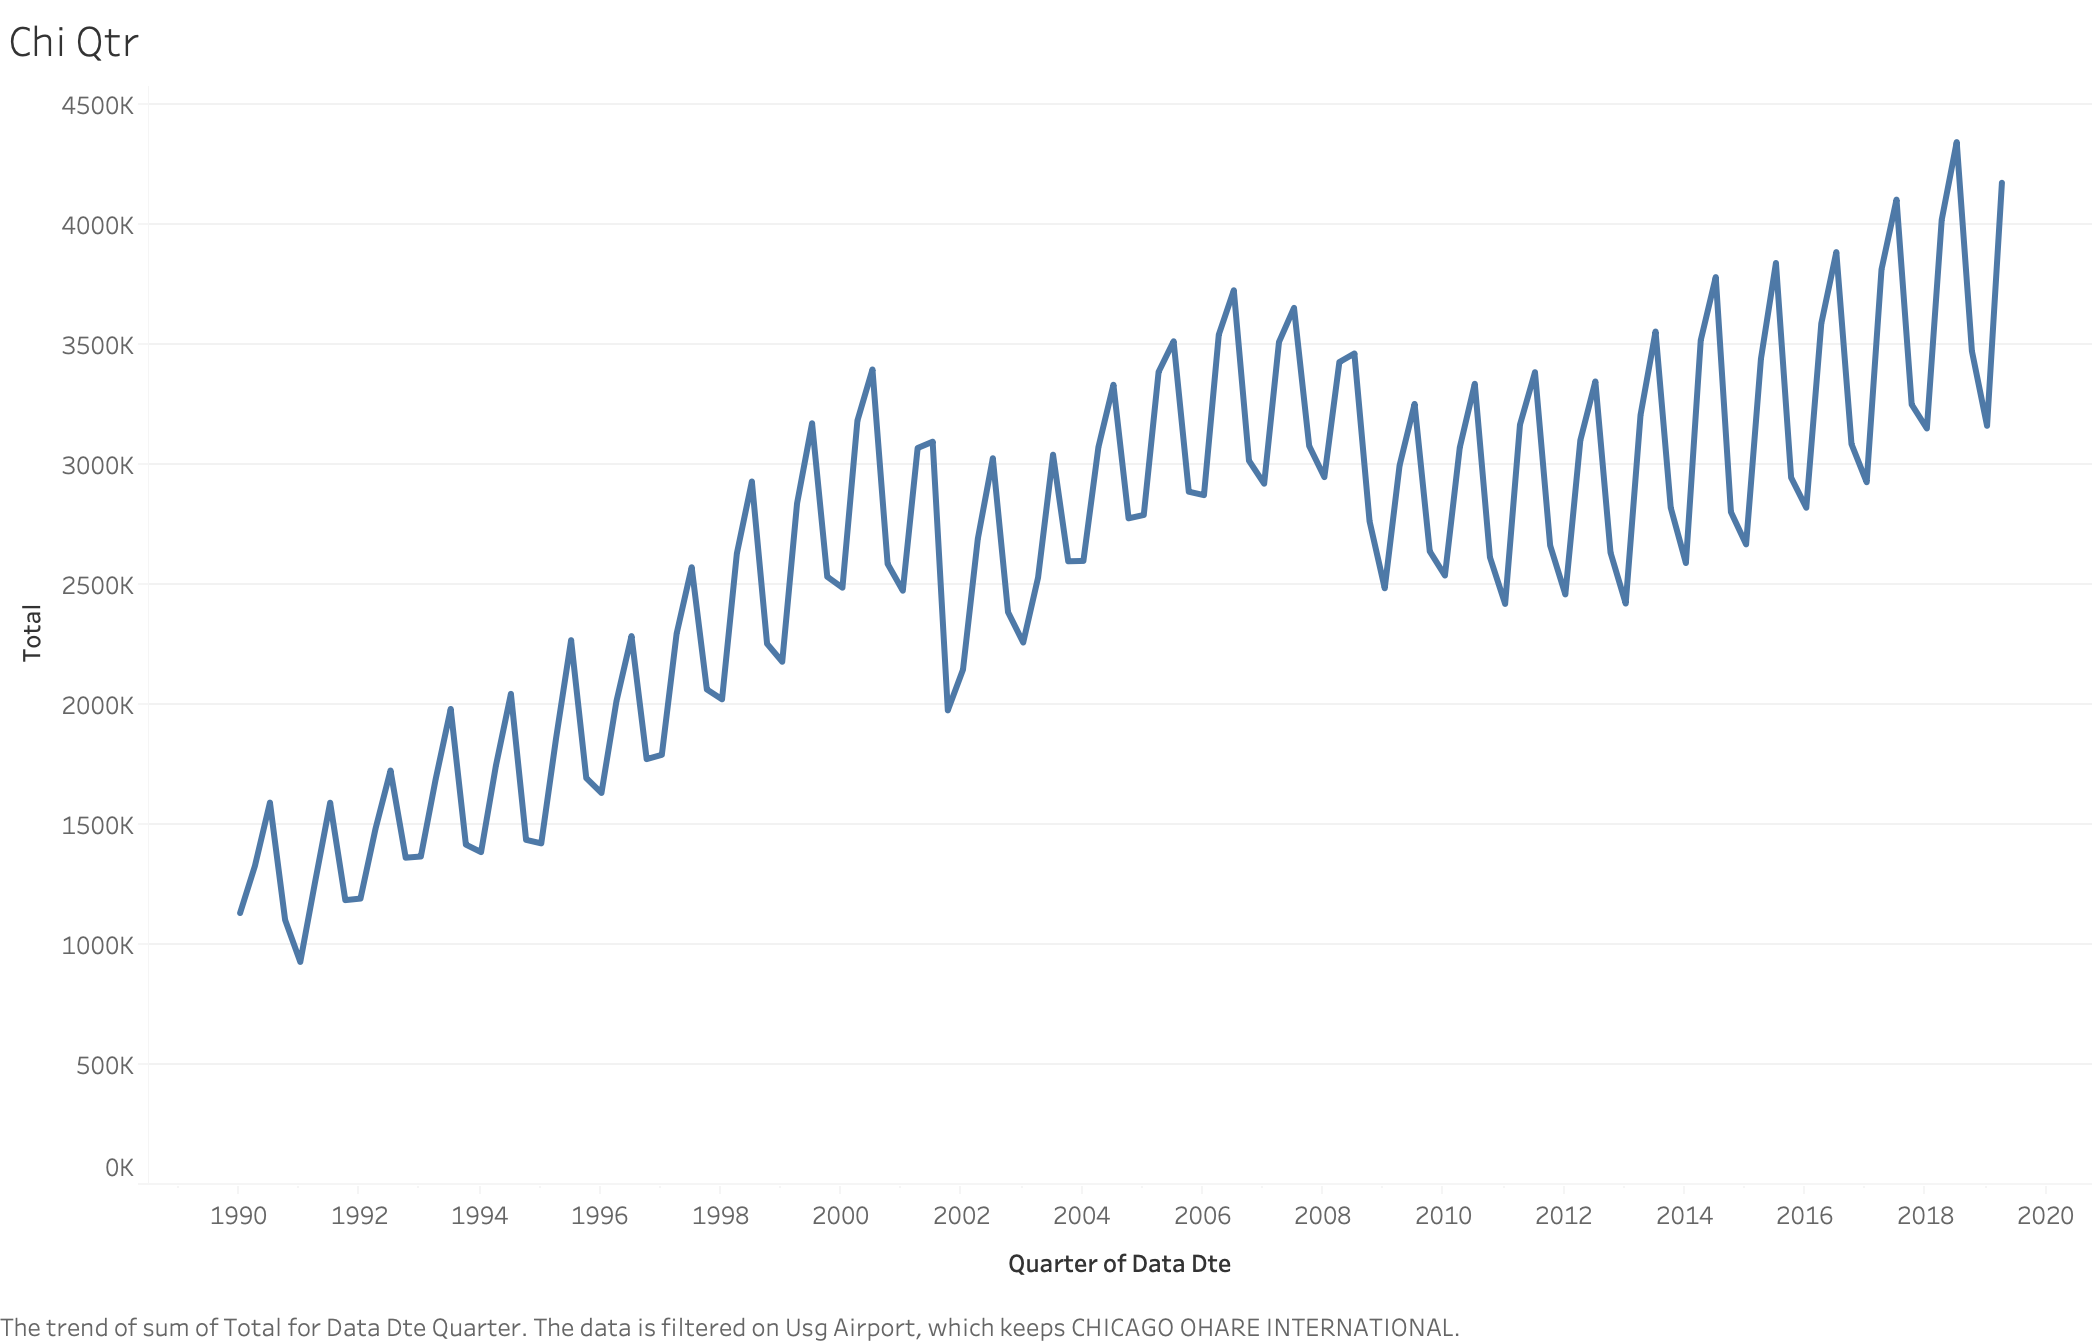 Chi Qtr
4500K
4000K
3500K
3000K
2500K
2000K
1500K
1000K
500K
0K
Total
1990 1992 1994 1996 1998 2000 2002 2004 2006 2008 2010 2012 2014 2016 2018 2020
Quarter of Data Dte
The trend of sum of Total for Data Dte Quarter. The data is filtered on Usg Airport, which keeps CHICAGO OHARE INTERNATIONAL.